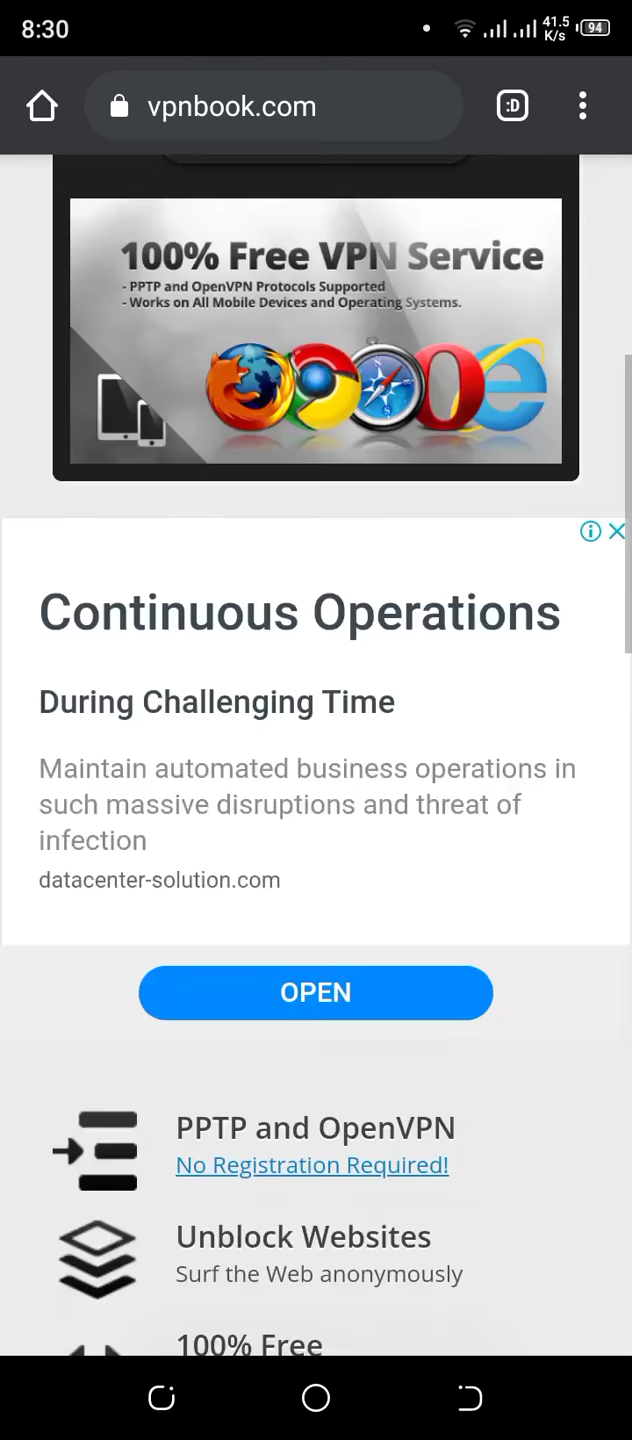 8:30
41.5
K/s
94
vpnbook.com
:D
100% Free VPN Service
- PPTP and OpenVPN Protocols Supported
- Works on All Mobile Devices and Operating Systems.
Continuous Operations
During Challenging Time
Maintain automated business operations in
such massive disruptions and threat of
infection
datacenter-solution.com
OPEN
PPTP and OpenVPN
No Registration Required!
Unblock Websites
Surf the Web anonymously
100% Free